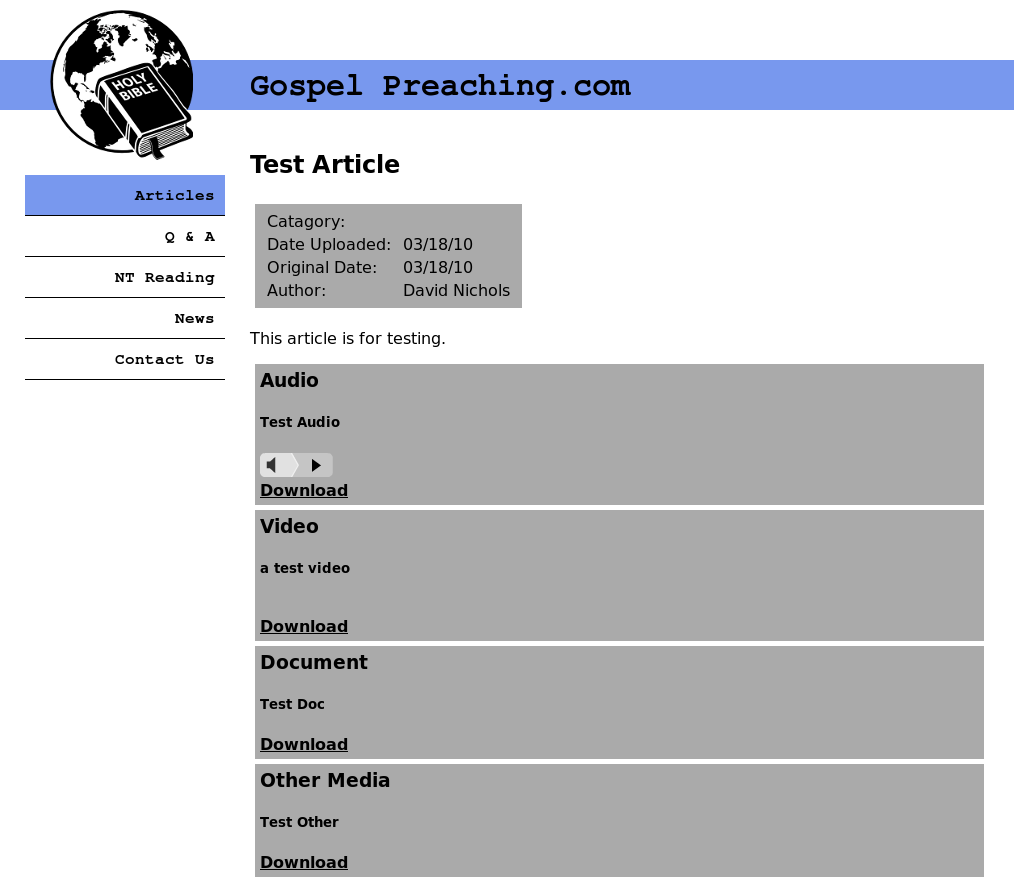 HOLY
BIBLE
Gospel Preaching.com
Articles
Q & A
NT Reading
News
Contact Us
Test Article
Catagory:
Date Uploaded: 03/18/10
Original Date: 03/18/10
Author: David Nichols
This article is for testing.
Audio
Test Audio
Download
Video
a test video
Download
Document
Test Doc
Download
Other Media
Test Other
Download